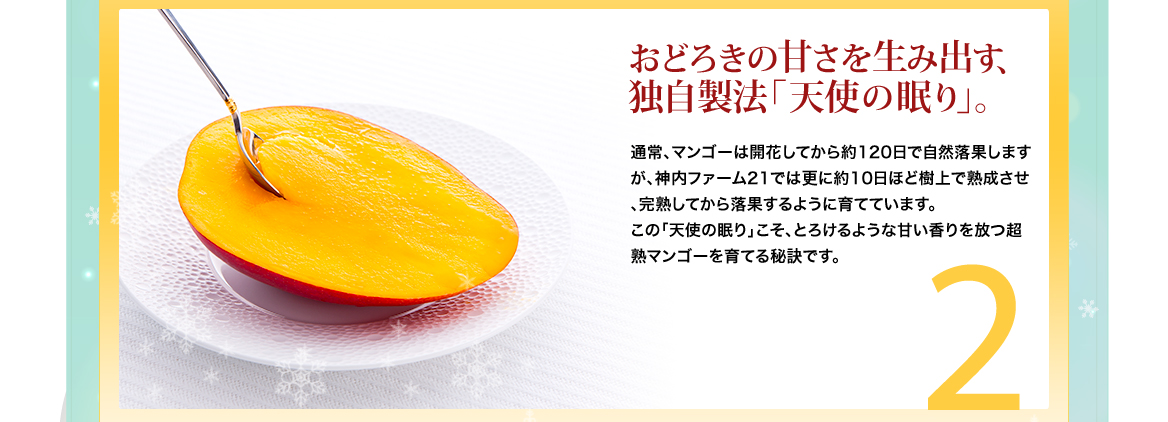 おどろきの甘さを生み出す、
独自製法「天使の眠り」。
通常、マンゴーは開花してから約120日で自然落果します
が、神内ファーム21では更に約10日ほど樹上で熟成させ
、完熟してから落果するように育てています。
この「天使の眠り」こそ、とろけるような甘い香りを放つ超
熟マンゴーを育てる秘訣です。
2